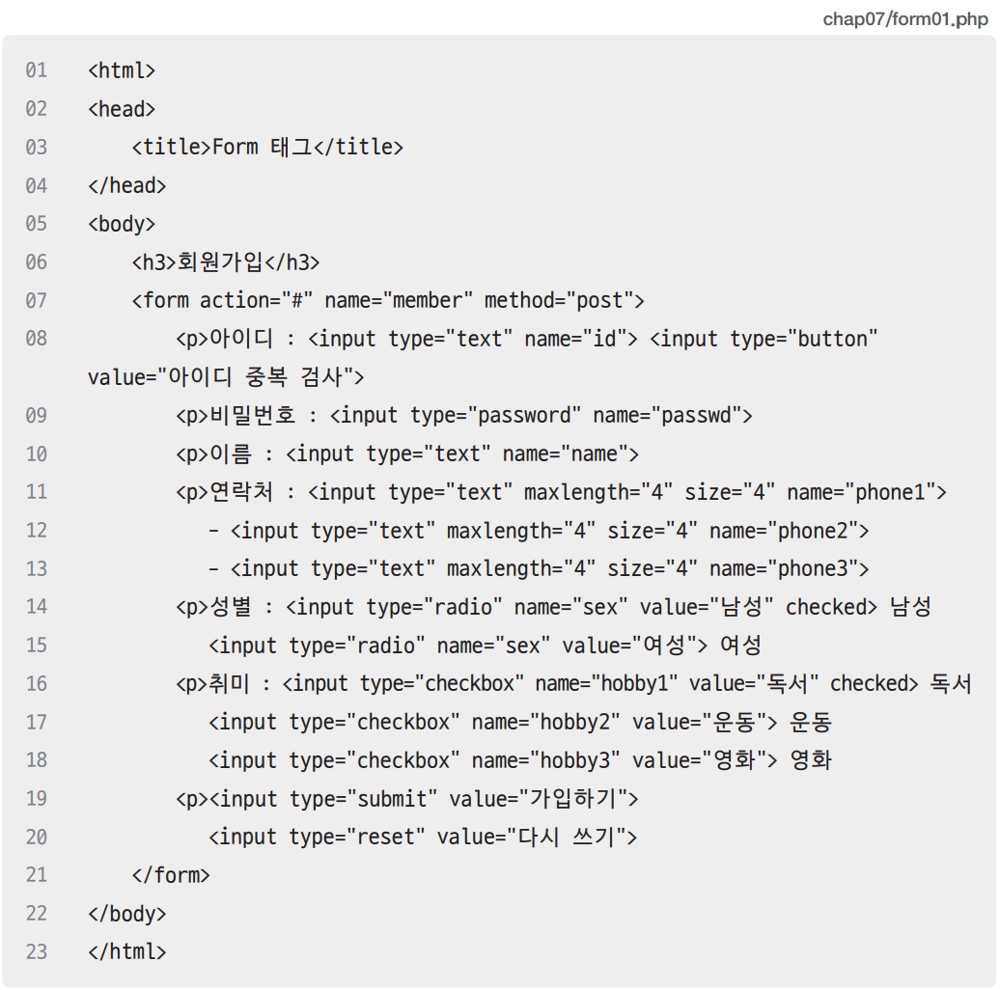 chap07/form01.php
01 <html>
02 <head>
03 <title>Form 태그</title>
04 </head>
05 <body>
06 <h3>회원가입</h3>
07 <form action="#" name="member" method="post">
08 <p>아이디 : <input type="text" name="id"> <input type="button"
value="아이디 중복 검사">
09 <p>비밀번호 : <input type="password" name="passwd">
10 <p>이름 : <input type="text" name="name">
11 <p>연락처 : <input type="text" maxlength="4" size="4" name="phone1">
12 - <input type="text" maxlength="4" size="4" name="phone2">
13 - <input type="text" maxlength="4" size="4" name="phone3">
14 <p>성별 : <input type="radio" name="sex" value="남성" checked> 남성
15 <input type="radio" name="sex" value="여성"> 여성
16 <p>취미 : <input type="checkbox" name="hobby1" value="독서" checked> 독서
17 <input type="checkbox" name="hobby2" value="운동"> 운동
18 <input type="checkbox" name="hobby3" value="영화"> 영화
19 <p><input type="submit" value="가입하기">
20 <input type="reset" value="다시 쓰기">
21 </form>
22 </body>
23 </html>